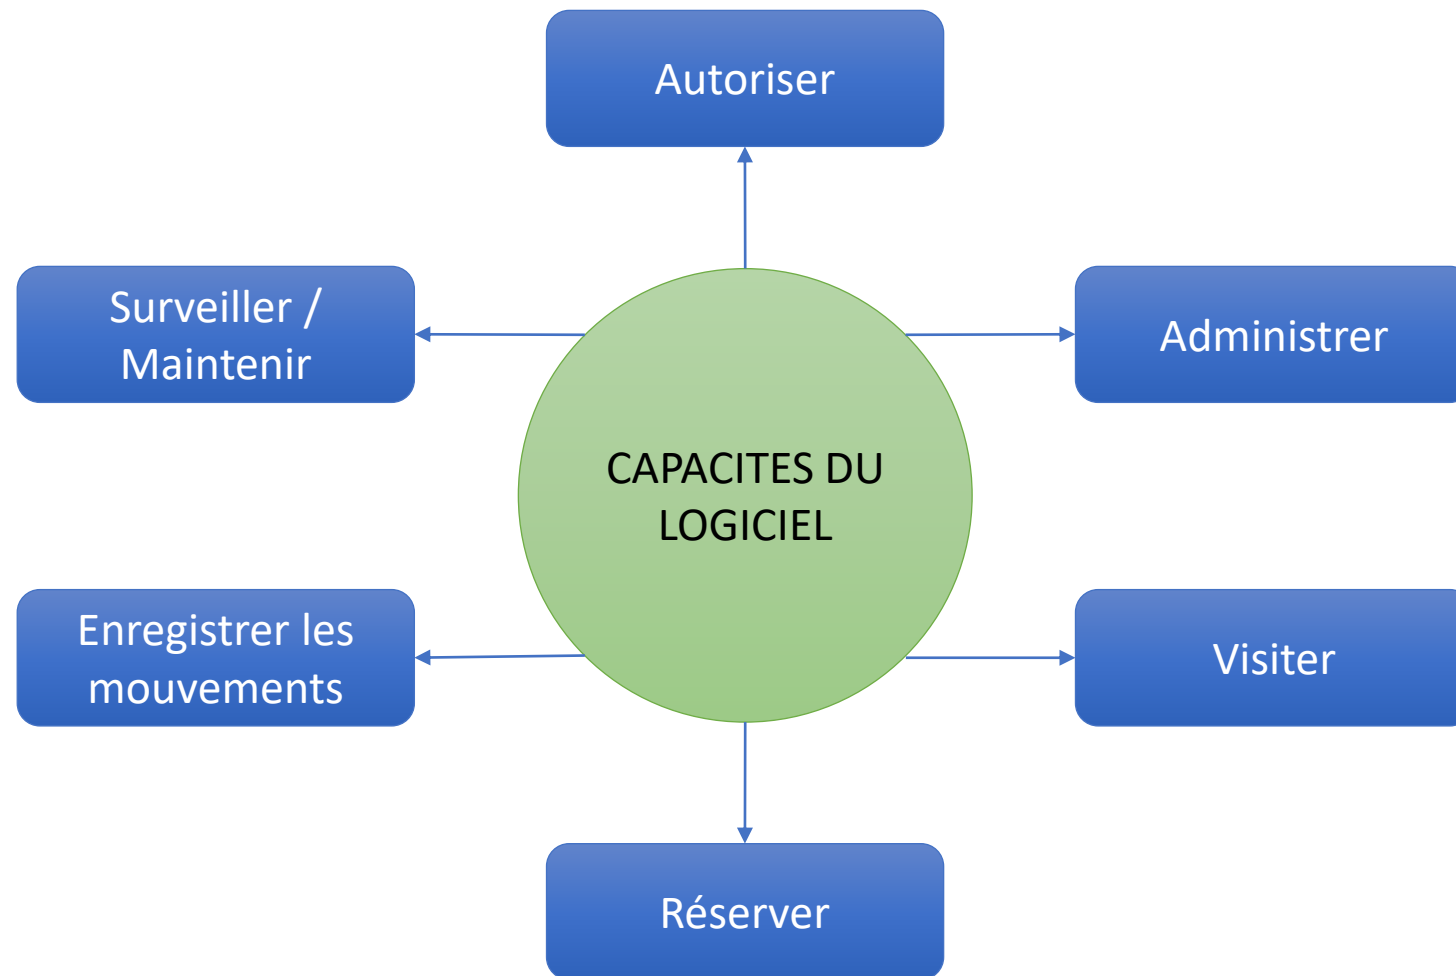 Autoriser
Surveiller /
Maintenir
Administrer
CAPACITES DU
LOGICIEL
Enregistrer les
mouvements
Visiter
Réserver